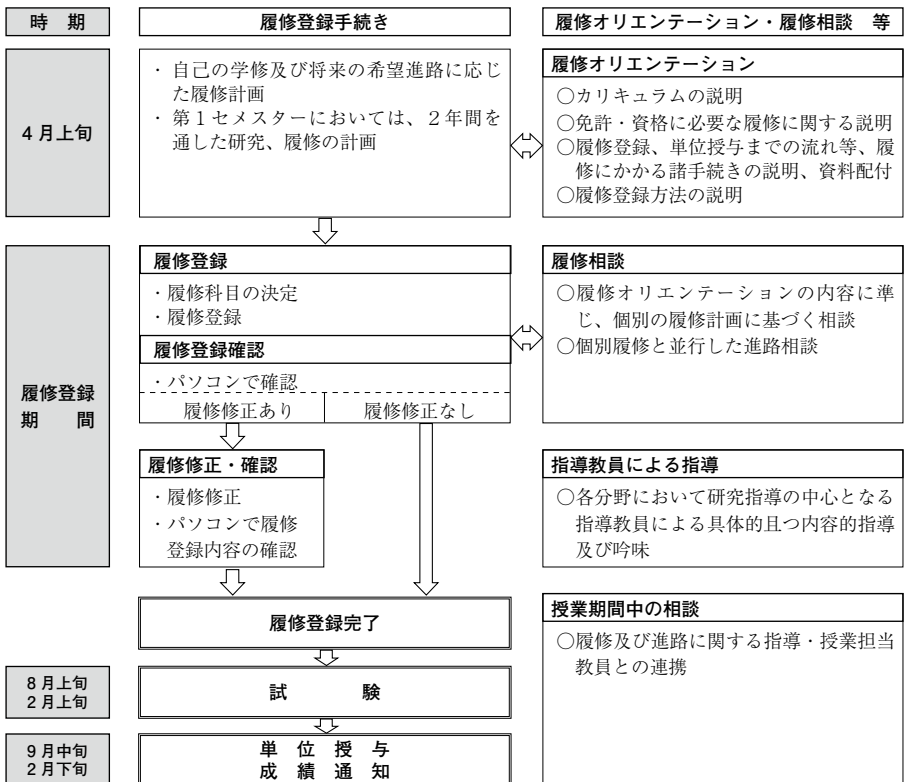 時　期
履修登録手続き
履修オリエンテーション・履修相談　等
4月上旬
・自己の学修及び将来の希望進路に応じ
た履修計画
・第1セメスターにおいては、2年間を
通した研究、履修の計画
履修オリエンテーション
○カリキュラムの説明
○免許・資格に必要な履修に関する説明
○履修登録、単位授与までの流れ等、履
修にかかる諸手続きの説明、資料配付
○履修登録方法の説明
履修登録
期　　間
履修登録
・履修科目の決定
・履修登録
履修登録確認
・パソコンで確認
履修修正あり
履修修正なし
履修相談
○履修オリエンテーションの内容に準
じ、個別の履修計画に基づく相談
○個別履修と並行した進路相談
履修修正・確認
・履修修正
・パソコンで履修
登録内容の確認
指導教員による指導
○各分野において研究指導の中心となる
指導教員による具体的且つ内容的指導
及び吟味
履修登録完了
授業期間中の相談
○履修及び進路に関する指導・授業担当
教員との連携
8月上旬
2月上旬
試　　　験
9月中旬
2月下旬
単　位　授　与
成　績　通　知